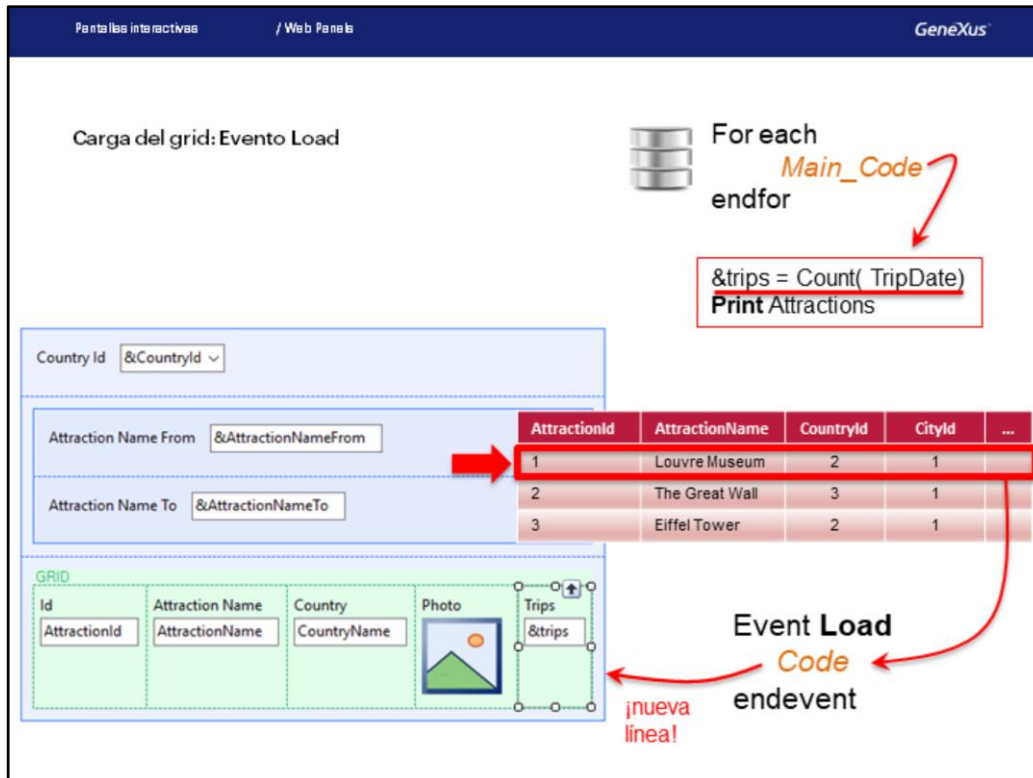 Pantallas interactivas / Web Panels GeneXus
Carga del grid: Evento Load
For each
Main_Code
endfor
&trips = Count( TripDate)
Print Attractions
Country Id &CountryId
Attraction Name From &AttractionNameFrom
Attraction Name To &AttractionNameTo
AttractionId AttractionName CountryId CityId ...
1 Louvre Museum 2 1
2 The Great Wall 3 1
3 Eiffel Tower 2 1
GRID
Id Attraction Name Country Photo Trips
AttractionId AttractionName CountryName &trips
Event Load
Code
endevent
¡nueva
línea!